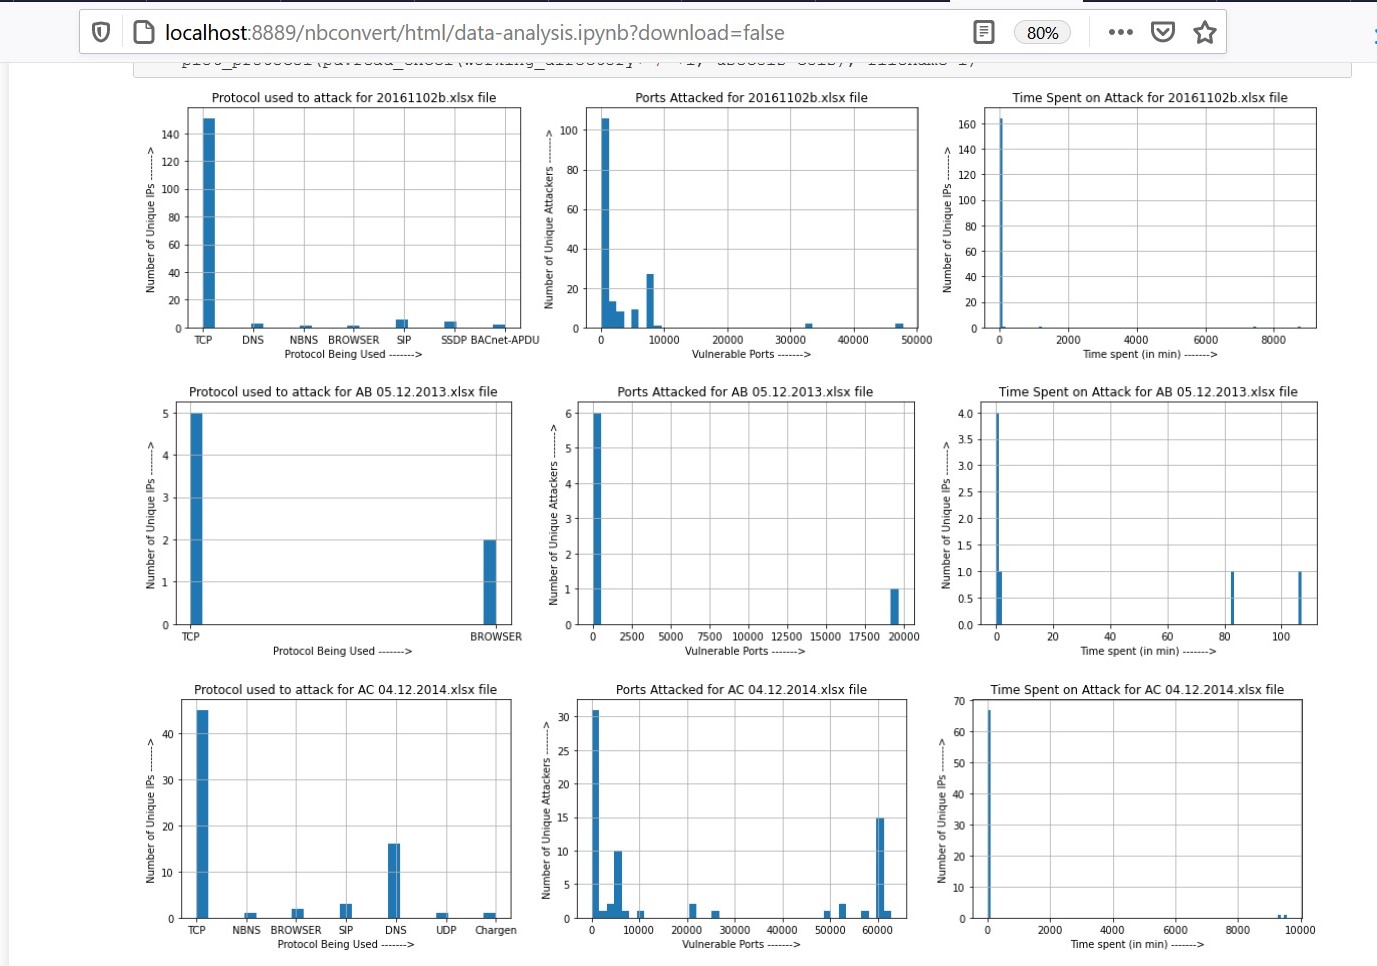 localhost:8889/nbconvert/html/data-analysis.ipynb?download=false
80%
Protocol used to attack for 20161102b.xlsx file
Number of Unique IPs ------>
140
120
100
80
60
40
20
0
TCP DNS NBNS BROWSER SIP SSDP BACnet-APDU
Protocol Being Used ------->
Ports Attacked for 20161102b.xlsx file
Number of Unique Attackers ------>
100
80
60
40
20
0
0 10000 20000 30000 40000 50000
Vulnerable Ports ------->
Time Spent on Attack for 20161102b.xlsx file
Number of Unique IPs ------>
160
140
120
100
80
60
40
20
0
0 2000 4000 6000 8000
Time spent (in min) ------->
Protocol used to attack for AB 05.12.2013.xlsx file
Number of Unique IPs ------>
5
4
3
2
1
0
TCP BROWSER
Protocol Being Used ------->
Ports Attacked for AB 05.12.2013.xlsx file
Number of Unique Attackers ------>
6
5
4
3
2
1
0
0 2500 5000 7500 10000 12500 15000 17500 20000
Vulnerable Ports ------->
Time Spent on Attack for AB 05.12.2013.xlsx file
Number of Unique IPs ------>
4.0
3.5
3.0
2.5
2.0
1.5
1.0
0.5
0.0
0 20 40 60 80 100
Time spent (in min) ------->
Protocol used to attack for AC 04.12.2014.xlsx file
Number of Unique IPs ------>
40
30
20
10
0
TCP NBNS BROWSER SIP DNS UDP Chargen
Protocol Being Used ------->
Ports Attacked for AC 04.12.2014.xlsx file
Number of Unique Attackers ------>
30
25
20
15
10
5
0
0 10000 20000 30000 40000 50000 60000
Vulnerable Ports ------->
Time Spent on Attack for AC 04.12.2014.xlsx file
Number of Unique IPs ------>
70
60
50
40
30
20
10
0
0 2000 4000 6000 8000 10000
Time spent (in min) ------->